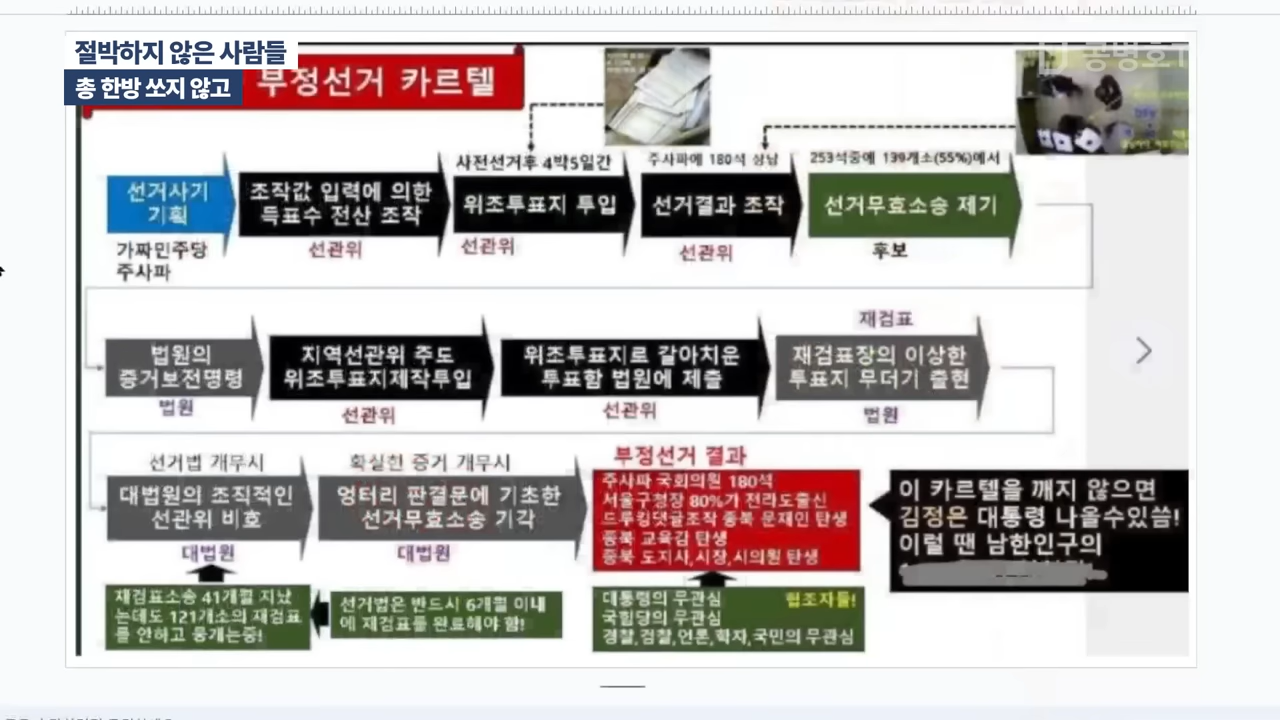 절박하지 않은 사람들
총 한방 쏘지 않고
부정선거 카르텔
사전선거후 4박5일간
주사파에 180석 상납
253석중에 139개소(55%)에서
선거사기
기획
조작값 입력에 의한
득표수 전산 조작
위조투표지 투입
선거결과 조작
선거무효소송 제기
가짜민주당
주사파
선관위
선관위
선관위
후보
재검표
법원의
증거보전명령
지역선관위 주도
위조투표지제작투입
위조투표지로 갈아치운
투표함 법원에 제출
재검표장의 이상한
투표지 무더기 출현
법원
선관위
선관위
법원
선거법 개무시
확실한 증거 개무시
부정선거 결과
대법원의 조직적인
선관위 비호
엉터리 판결문에 기초한
선거무효소송 기각
주사파 국회의원 180석
서울구청장 80%가 전라도출신
드루킹댓글조작 종북 문재인 탄생
종북 교육감 탄생
종북 도지사,시장,시의원 탄생
이 카르텔을 깨지 않으면
김정은 대통령 나올수있씀!
이럴 땐 남한인구의
대법원
대법원
재검표소송 41개월 지났
는데도 121개소의 재검표
를 안하고 뭉개는중!
선거법은 반드시 6개월 이내
에 재검표를 완료해야 함!
대통령의 무관심
협조자들!
국힘당의 무관심
경찰,검찰,언론,학자,국민의 무관심